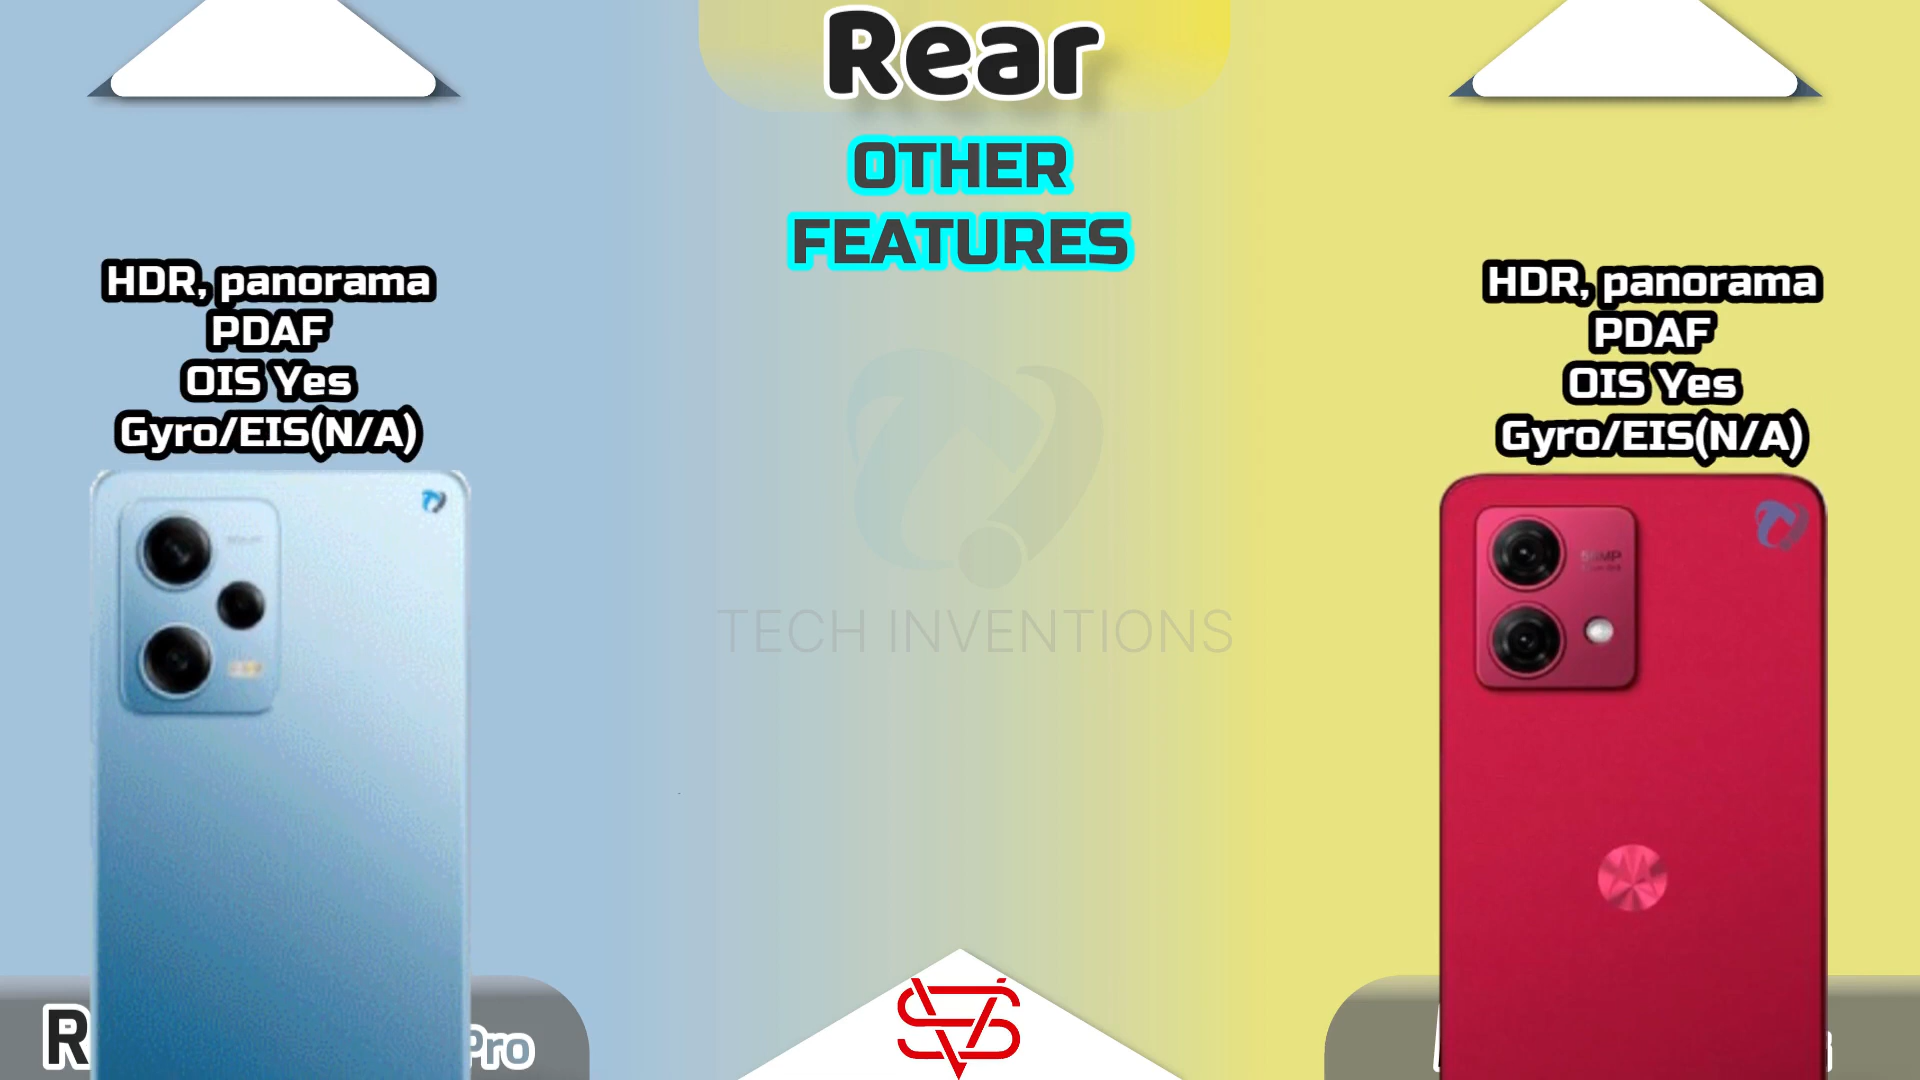 Rear
OTHER
FEATURES
HDR, panorama
PDAF
OIS Yes
Gyro/EIS(N/A)
HDR, panorama
PDAF
OIS Yes
Gyro/EIS(N/A)
TECH INVENTIONS
Pro